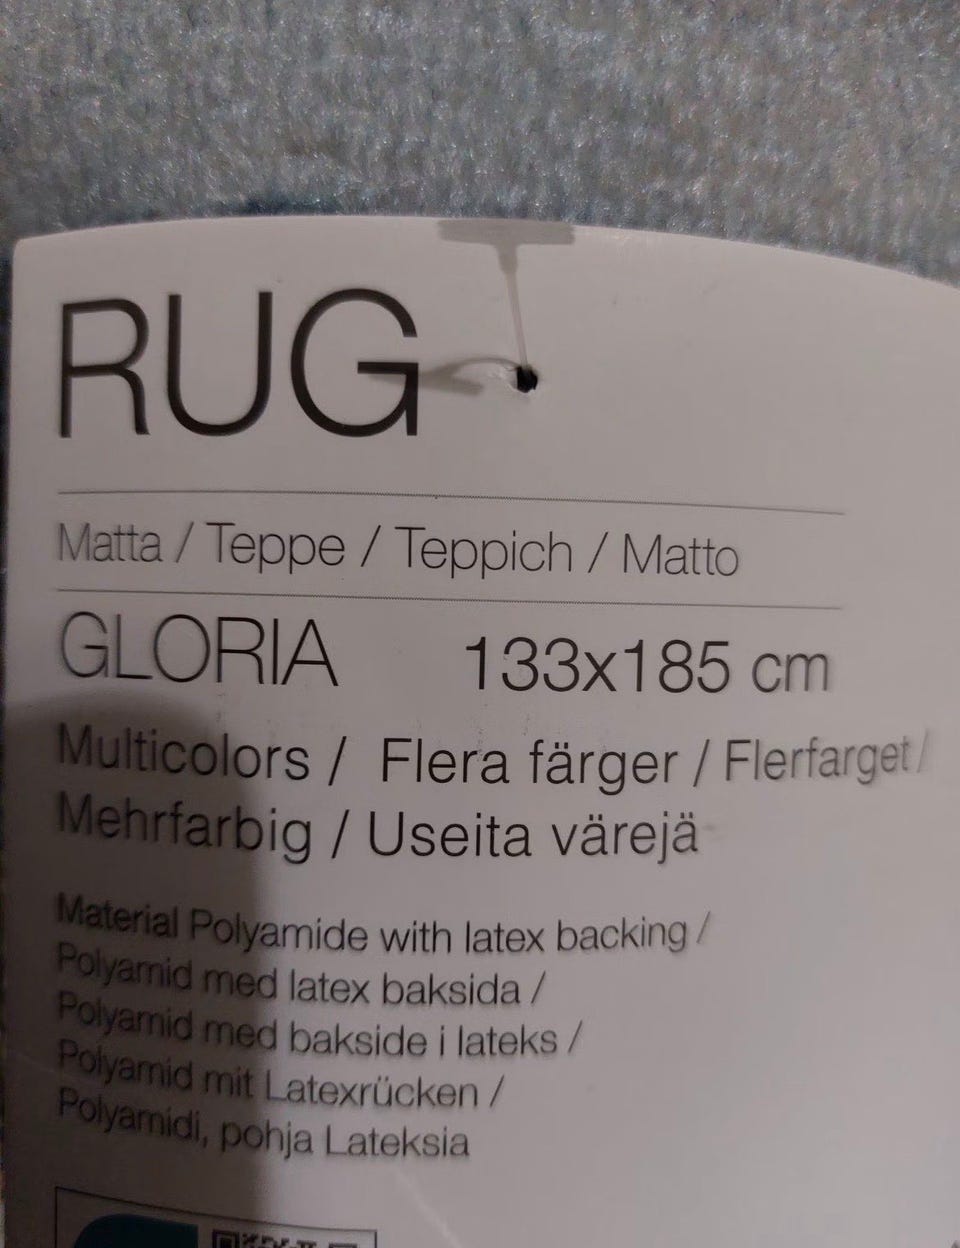 RUG
Matta / Teppe / Teppich / Matto
GLORIA 133x185 cm
Multicolors / Flera färger / Flerfarget /
Mehrfarbig / Useita värejä
Material Polyamide with latex backing /
Polyamid med latex baksida /
Polyamid med bakside i lateks /
Polyamid mit Latexrücken /
Polyamidi, pohja Lateksia